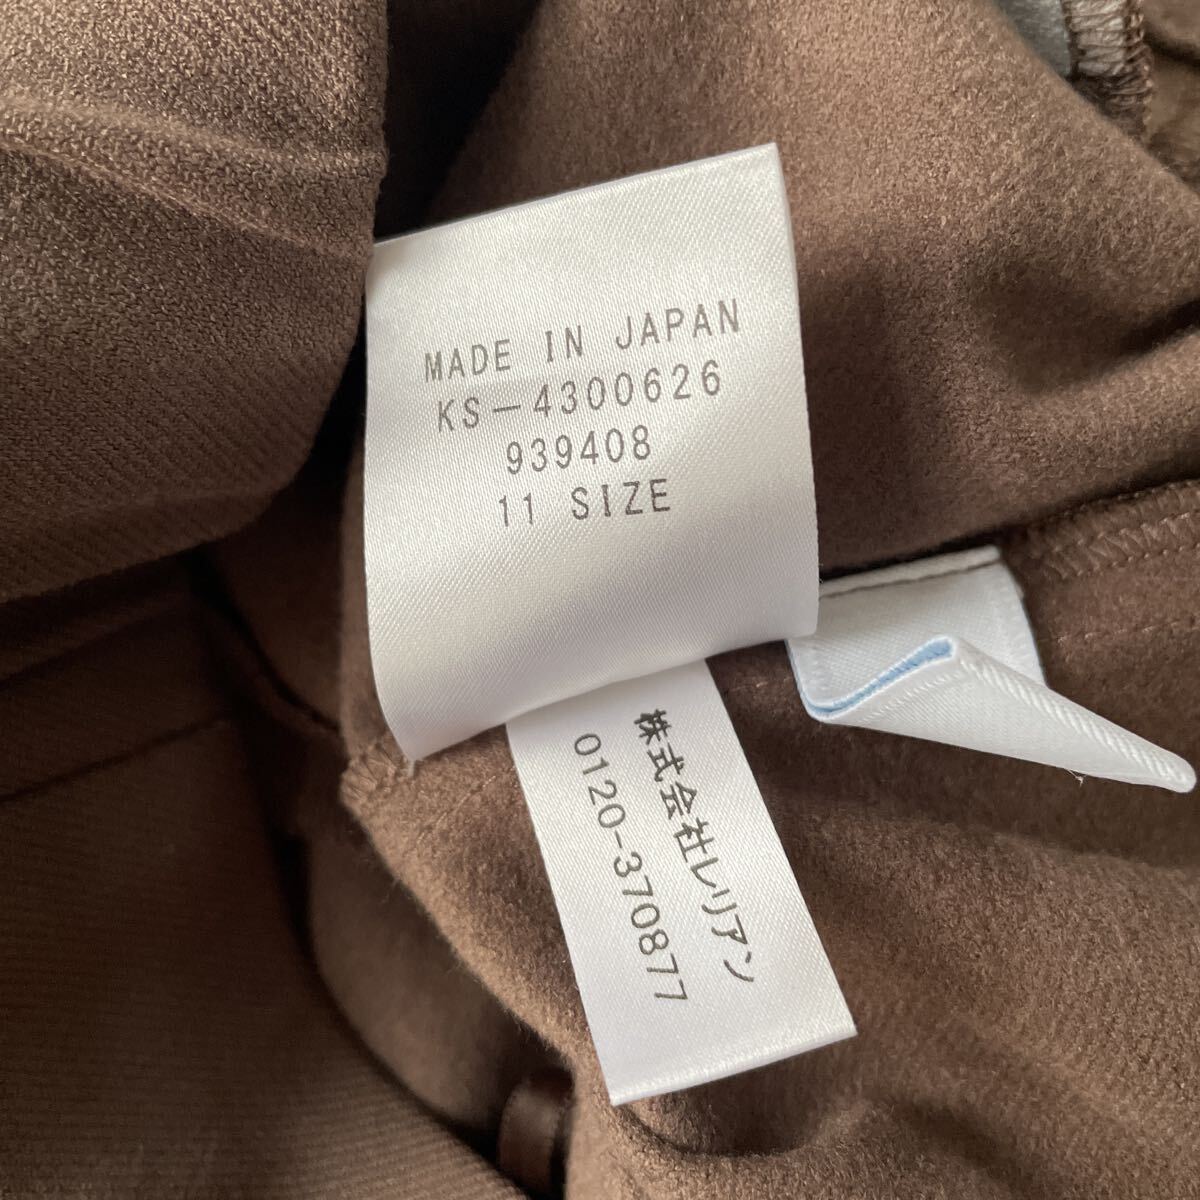 MADE IN JAPAN
KS-4300626
939408
11 SIZE
株式会社レリアン
0120-370877